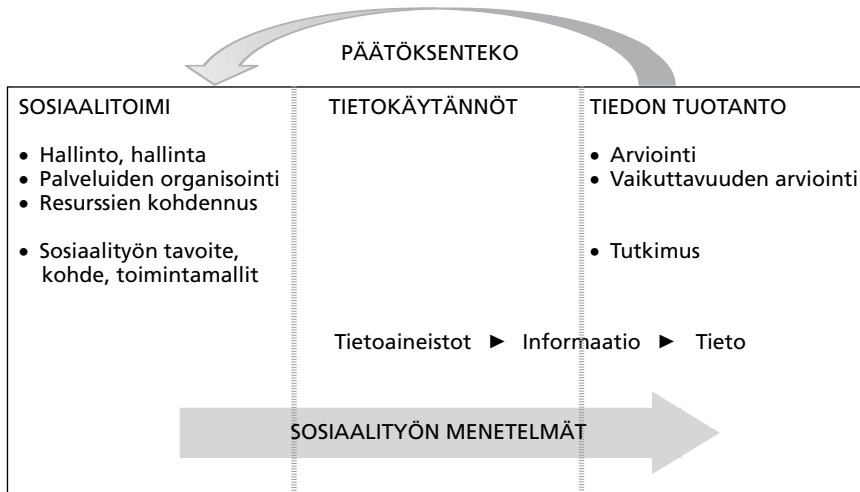 PÄÄTÖKSENTEKO
SOSIAALITOIMI
• Hallinto, hallinta
• Palveluiden organisointi
• Resurssien kohdennus
• Sosiaalityön tavoite,
kohde, toimintamallit
TIETOKÄYTÄNNÖT
TIEDON TUOTANTO
• Arviointi
• Vaikuttavuuden arviointi
• Tutkimus
Tietoaineistot ► Informaatio ► Tieto
SOSIAALITYÖN MENETELMÄT